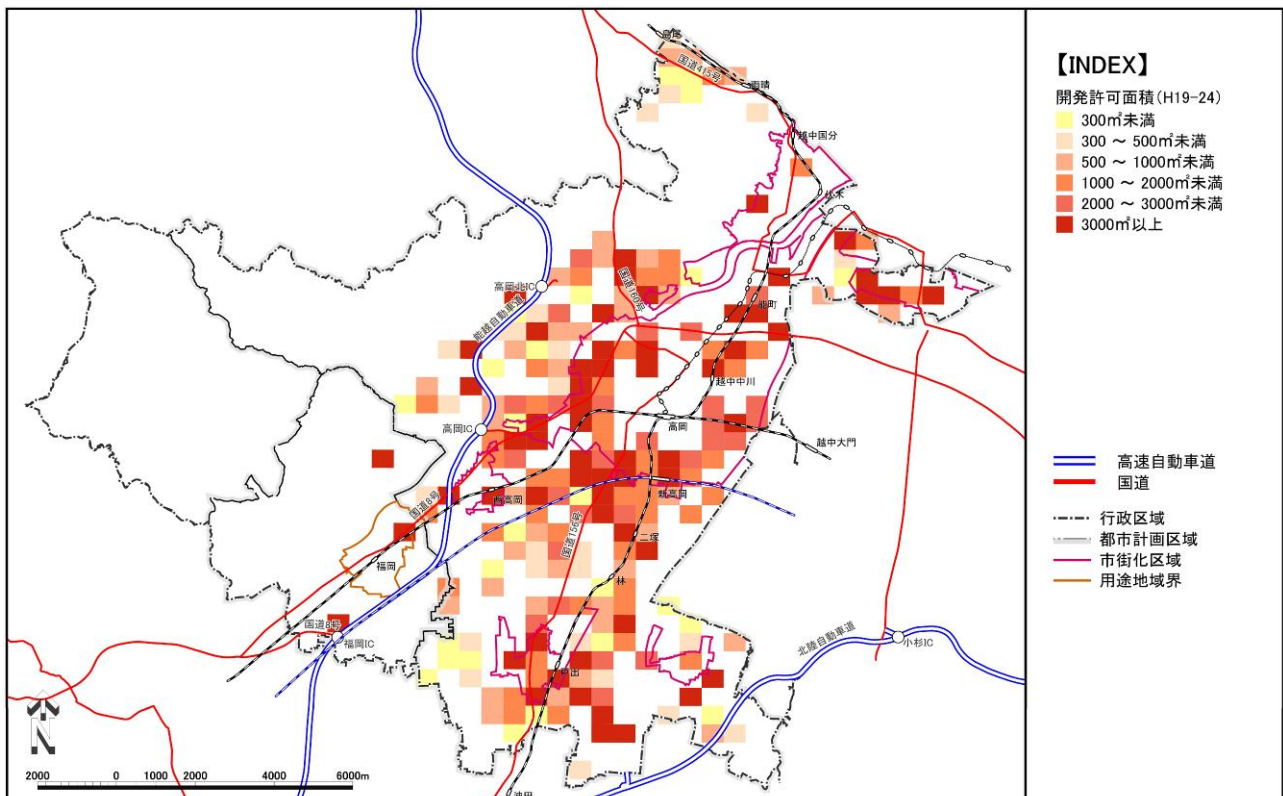 【INDEX】
開発許可面積(H19-24)
300㎡未満
300 ～ 500㎡未満
500 ～ 1000㎡未満
1000 ～ 2000㎡未満
2000 ～ 3000㎡未満
3000㎡以上
高速自動車道
国道
行政区域
都市計画区域
市街化区域
用途地域界
島尾
国道415号
雨晴
越中国分
伏木
国道160号
高岡北IC
能越自動車道
能町
越中中川
高岡IC
高岡
越中大門
国道8号
西高岡
新高岡
国道156号
二塚
福岡
林
国道8号
福岡IC
北陸自動車道
小杉IC
戸出
油田
N
2000 0 1000 2000 4000 6000m